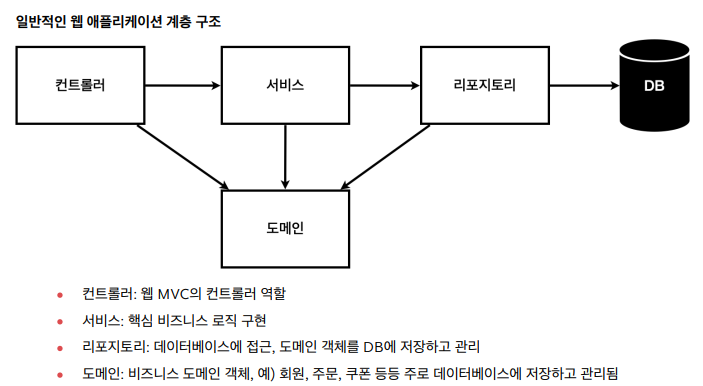 일반적인 웹 애플리케이션 계층 구조
컨트롤러
서비스
리포지토리
DB
도메인
컨트롤러: 웹 MVC의 컨트롤러 역할
서비스: 핵심 비즈니스 로직 구현
리포지토리: 데이터베이스에 접근, 도메인 객체를 DB에 저장하고 관리
도메인: 비즈니스 도메인 객체, 예) 회원, 주문, 쿠폰 등등 주로 데이터베이스에 저장하고 관리됨